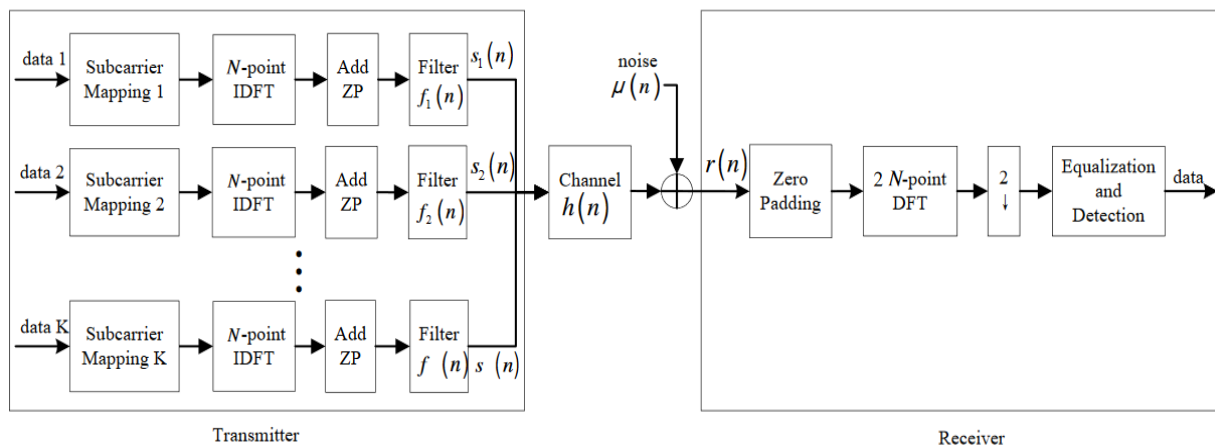 data 1
Subcarrier
Mapping 1
N-point
IDFT
Add
ZP
Filter
f₁(n)
s₁(n)
data 2
Subcarrier
Mapping 2
N-point
IDFT
Add
ZP
Filter
f₂(n)
s₂(n)
data K
Subcarrier
Mapping K
N-point
IDFT
Add
ZP
Filter
f (n)
s (n)
Channel
h(n)
noise
μ(n)
r(n)
Zero
Padding
2 N-point
DFT
2
↓
Equalization
and
Detection
data
Transmitter
Receiver